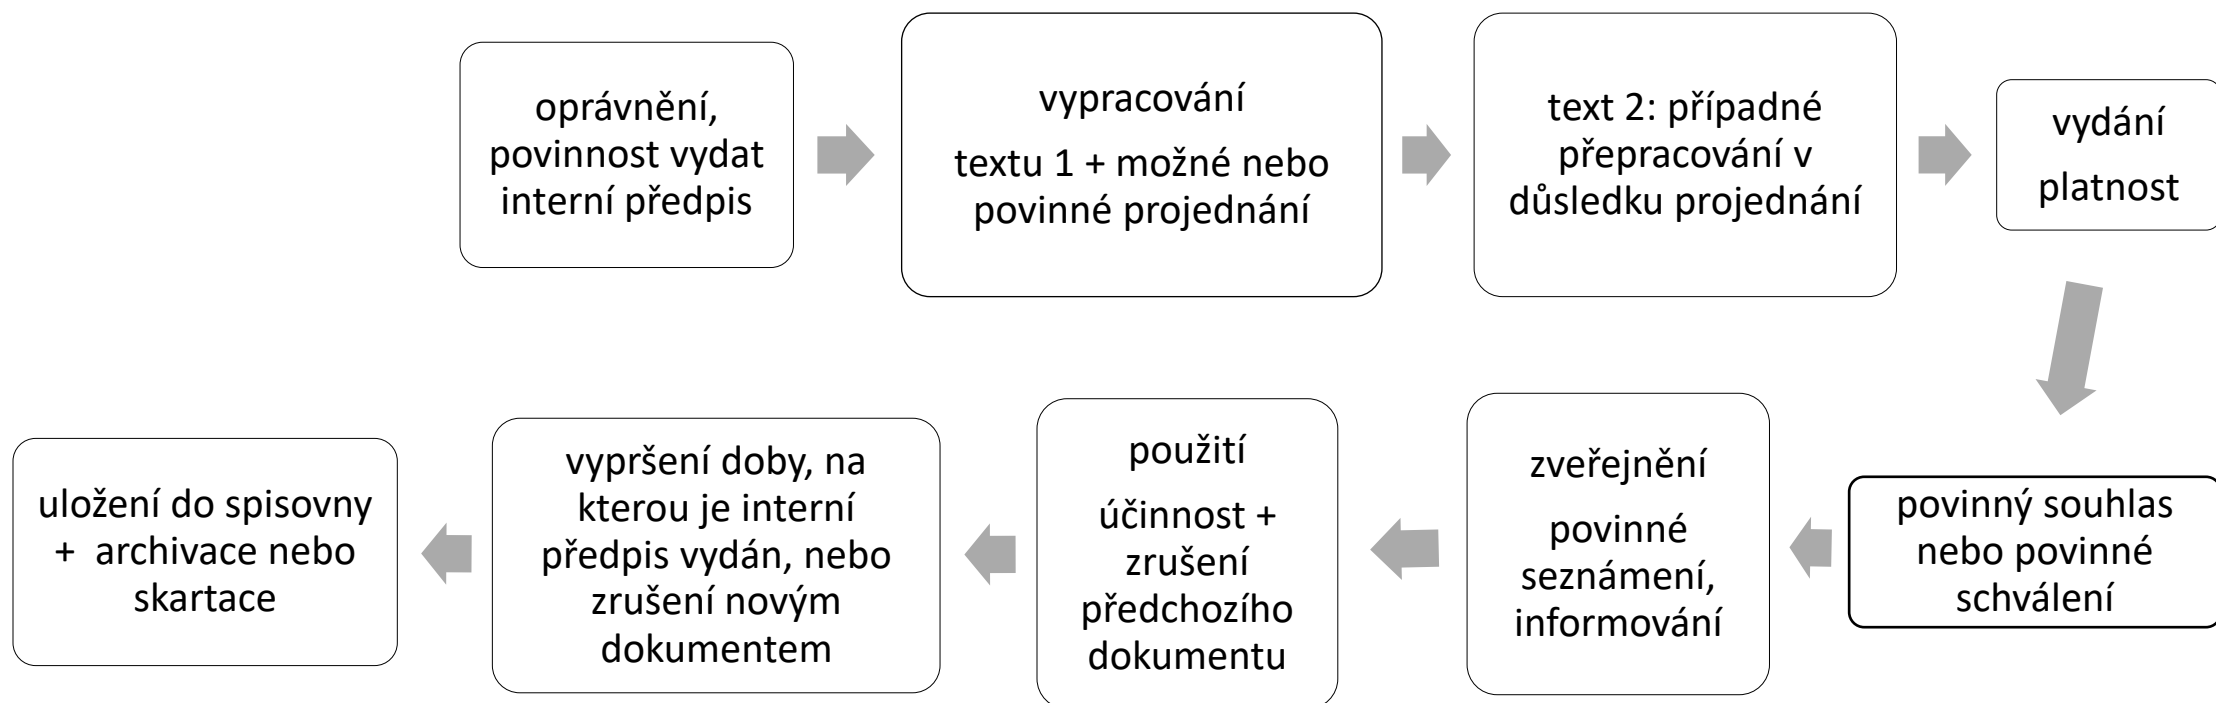 oprávnění,
povinnost vydat
interní předpis
vypracování
textu 1 + možné nebo
povinné projednání
text 2: případné
přepracování v
důsledku projednání
vydání
platnost
povinný souhlas
nebo povinné
schválení
zveřejnění
povinné
seznámení,
informování
použití
účinnost +
zrušení
předchozího
dokumentu
vypršení doby, na
kterou je interní
předpis vydán, nebo
zrušení novým
dokumentem
uložení do spisovny
+ archivace nebo
skartace